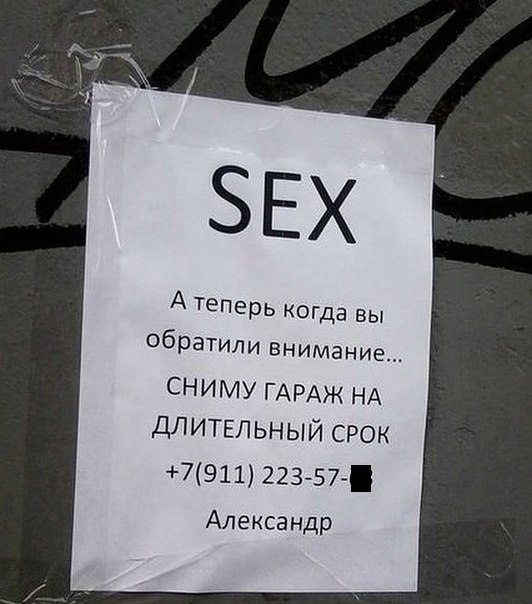 SEX
А теперь когда вы
обратили внимание...
СНИМУ ГАРАЖ НА
ДЛИТЕЛЬНЫЙ СРОК
+7(911) 223-57-
Александр